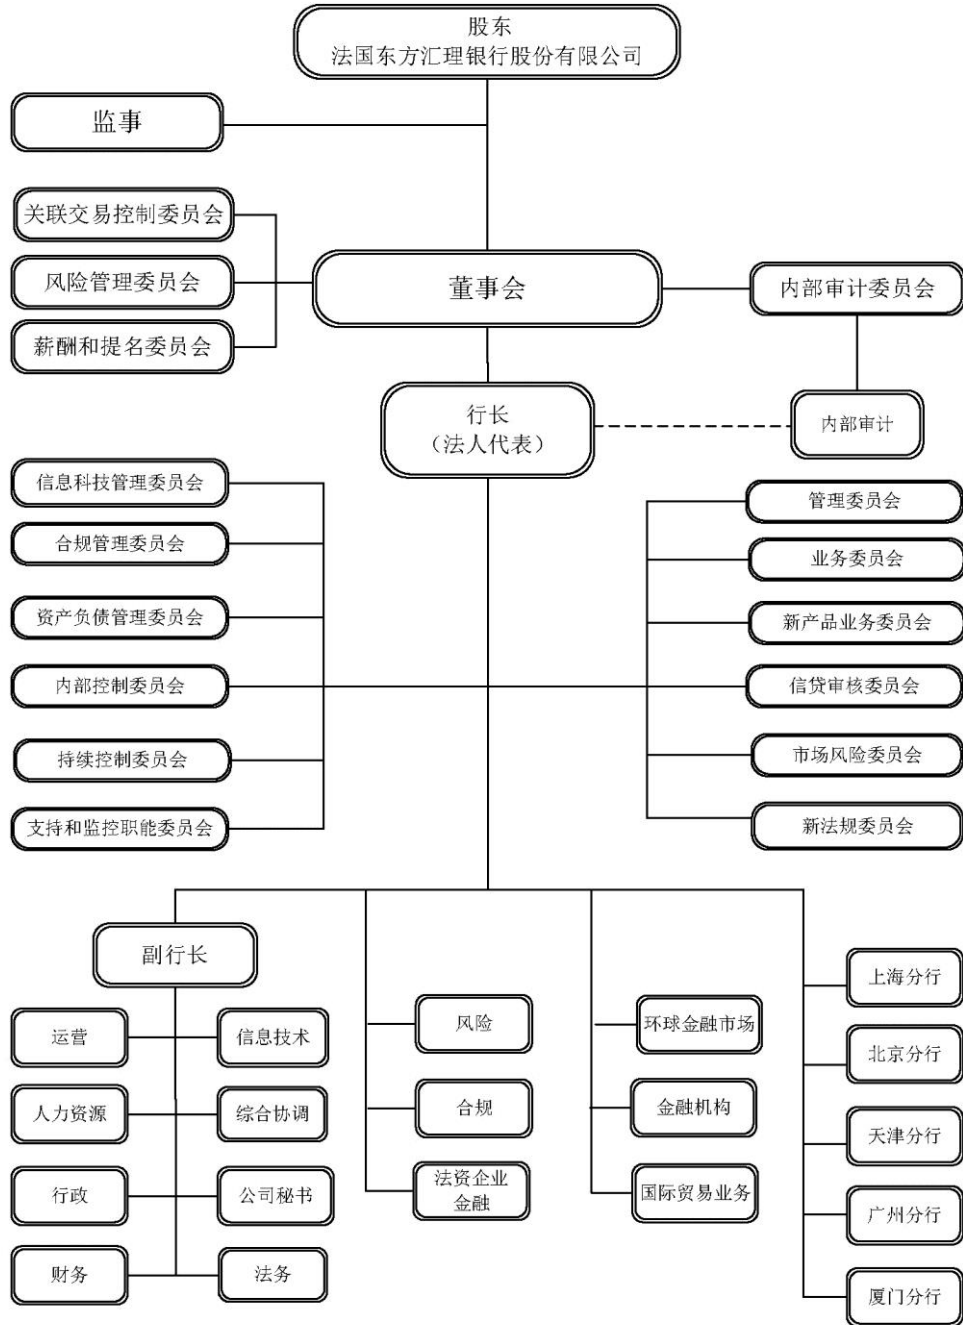 股东
法国东方汇理银行股份有限公司
监事
关联交易控制委员会
风险管理委员会
薪酬和提名委员会
董事会
内部审计委员会
行长
（法人代表）
内部审计
信息科技管理委员会
合规管理委员会
资产负债管理委员会
内部控制委员会
持续控制委员会
支持和监控职能委员会
管理委员会
业务委员会
新产品业务委员会
信贷审核委员会
市场风险委员会
新法规委员会
副行长
运营
信息技术
人力资源
综合协调
行政
公司秘书
财务
法务
风险
合规
法资企业
金融
环球金融市场
金融机构
国际贸易业务
上海分行
北京分行
天津分行
广州分行
厦门分行